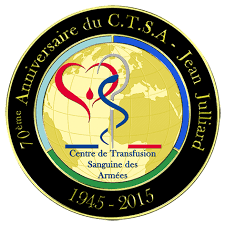 70ème Anniversaire du C.T.S.A - Jean Julliard
Centre de Transfusion
Sanguine des
Armées
1945-2015